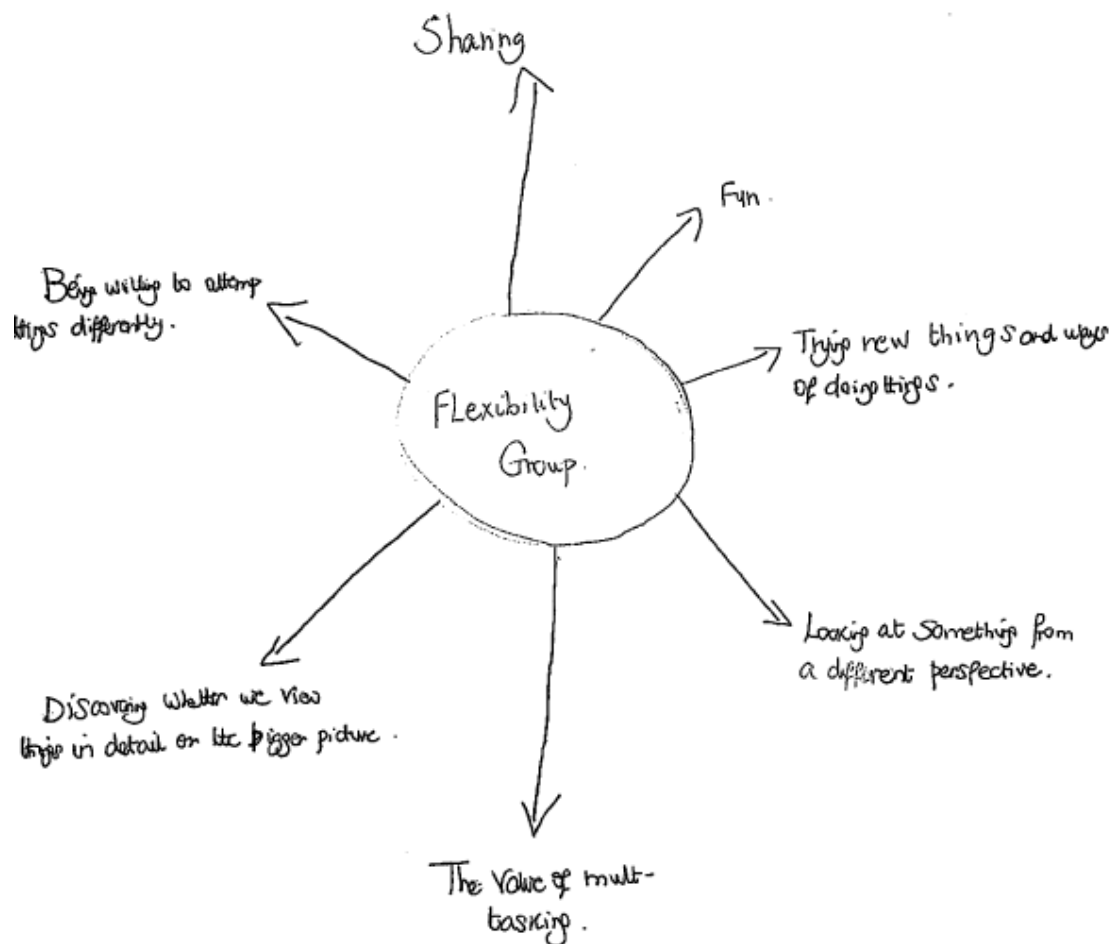 Sharing
Fun.
Being willing to attemp
things differently.
Trying new things and ways
of doing things.
FLexibility
Group.
Looking at something from
a different perspective.
Discovering whether we view
things in detail or the bigger picture.
The value of mult-
tasking.